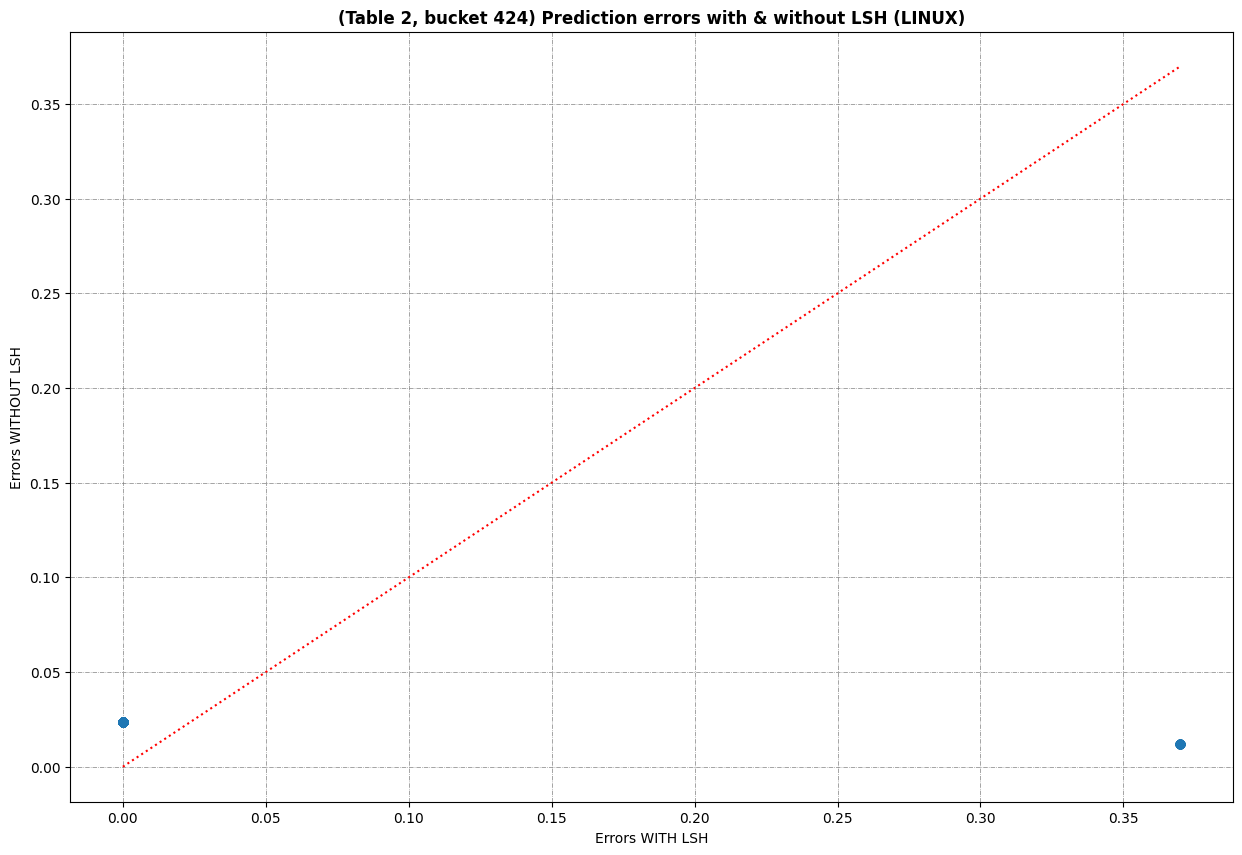 (Table 2, bucket 424) Prediction errors with & without LSH (LINUX)
Errors WITHOUT LSH
0.35
0.30
0.25
0.20
0.15
0.10
0.05
0.00
0.00 0.05 0.10 0.15 0.20 0.25 0.30 0.35
Errors WITH LSH